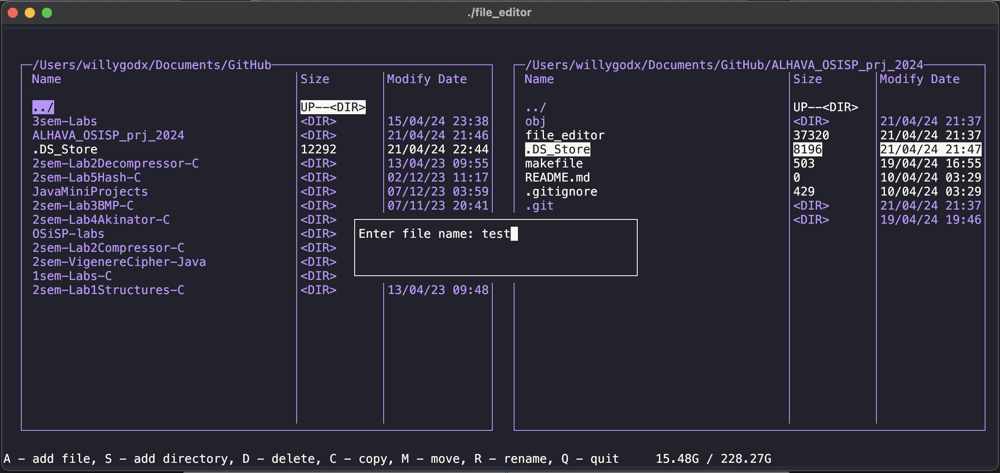 ./file_editor
/Users/willygodx/Documents/GitHub
Name Size Modify Date
../ UP--<DIR>
3sem-Labs <DIR> 15/04/24 23:38
ALHAVA_OSISP_prj_2024 <DIR> 21/04/24 21:46
.DS_Store 12292 21/04/24 22:44
2sem-Lab2Decompressor-C <DIR> 13/04/23 09:55
2sem-Lab5Hash-C <DIR> 02/12/23 11:17
JavaMiniProjects <DIR> 07/12/23 03:59
2sem-Lab3BMP-C <DIR> 07/11/23 20:41
2sem-Lab4Akinator-C <DIR>
OSiSP-labs <DIR>
2sem-Lab2Compressor-C <DIR>
2sem-VigenereCipher-Java <DIR>
1sem-Labs-C <DIR>
2sem-Lab1Structures-C <DIR> 13/04/23 09:48
/Users/willygodx/Documents/GitHub/ALHAVA_OSISP_prj_2024
Name Size Modify Date
../ UP--<DIR>
obj <DIR> 21/04/24 21:37
file_editor 37320 21/04/24 21:37
.DS_Store 8196 21/04/24 21:47
makefile 503 19/04/24 16:55
README.md 0 10/04/24 03:29
.gitignore 429 10/04/24 03:29
.git <DIR> 21/04/24 21:37
<DIR> 19/04/24 19:46
Enter file name: test
A - add file, S - add directory, D - delete, C - copy, M - move, R - rename, Q - quit 15.48G / 228.27G